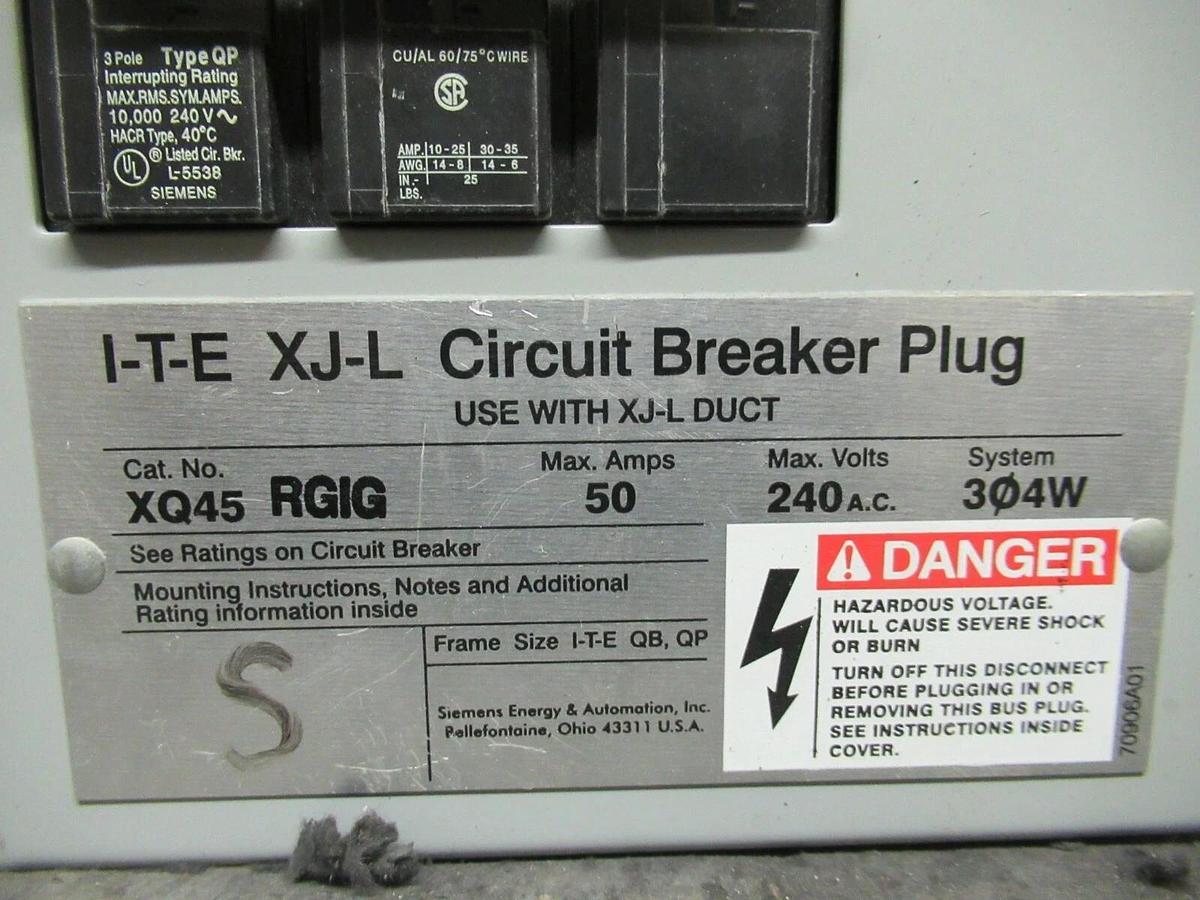 3 Pole Type QP
Interrupting Rating
MAX.RMS.SYM.AMPS.
10,000 240 V∿
HACR Type, 40°C
UL ® Listed Cir. Bkr.
L-5538
SIEMENS
CU/AL 60/75°C WIRE
SA
AMP. 10-25 30-35
AWG. 14-8 14-6
IN.- 25
LBS.
I-T-E XJ-L Circuit Breaker Plug
USE WITH XJ-L DUCT
Cat. No. Max. Amps Max. Volts System
XQ45 RGIG 50 240 A.C. 3Ø4W
See Ratings on Circuit Breaker
Mounting Instructions, Notes and Additional
Rating information inside
S
Frame Size I-T-E QB, QP
Siemens Energy & Automation, Inc.
Bellefontaine, Ohio 43311 U.S.A.
DANGER
HAZARDOUS VOLTAGE.
WILL CAUSE SEVERE SHOCK
OR BURN
TURN OFF THIS DISCONNECT
BEFORE PLUGGING IN OR
REMOVING THIS BUS PLUG.
SEE INSTRUCTIONS INSIDE
COVER.
70906A01